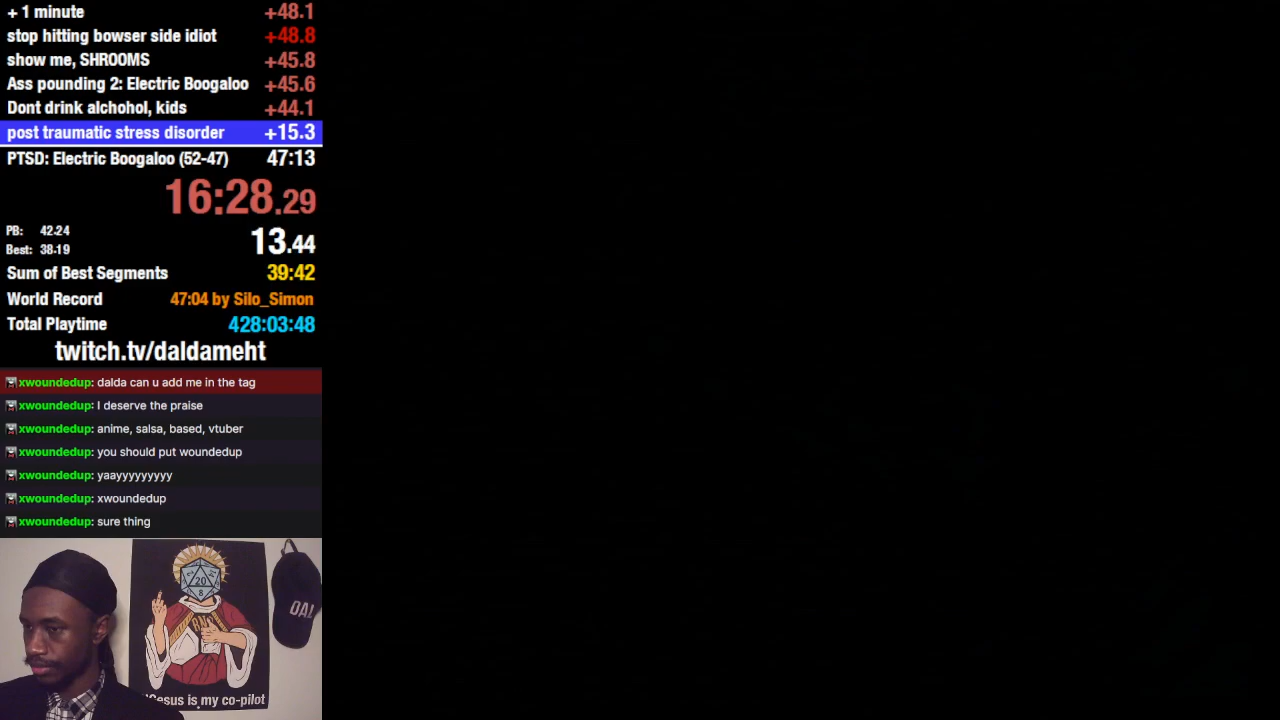 + 1 minute +48.1
stop hitting bowser side idiot +48.8
show me, SHROOMS +45.8
Ass pounding 2: Electric Boogaloo +45.6
Dont drink alchohol, kids +44.1
post traumatic stress disorder +15.3
PTSD: Electric Boogaloo (52-47) 47:13
16:28.29
PB: 42.24
Best: 38.19
13.44
Sum of Best Segments 39:42
World Record 47:04 by Silo_Simon
Total Playtime 428:03:48
twitch.tv/daldameht
xwoundedup: dalda can u add me in the tag
xwoundedup: I deserve the praise
xwoundedup: anime, salsa, based, vtuber
xwoundedup: you should put woundedup
xwoundedup: yaayyyyyyyyy
xwoundedup: xwoundedup
xwoundedup: sure thing
20
8
is my co-pilot